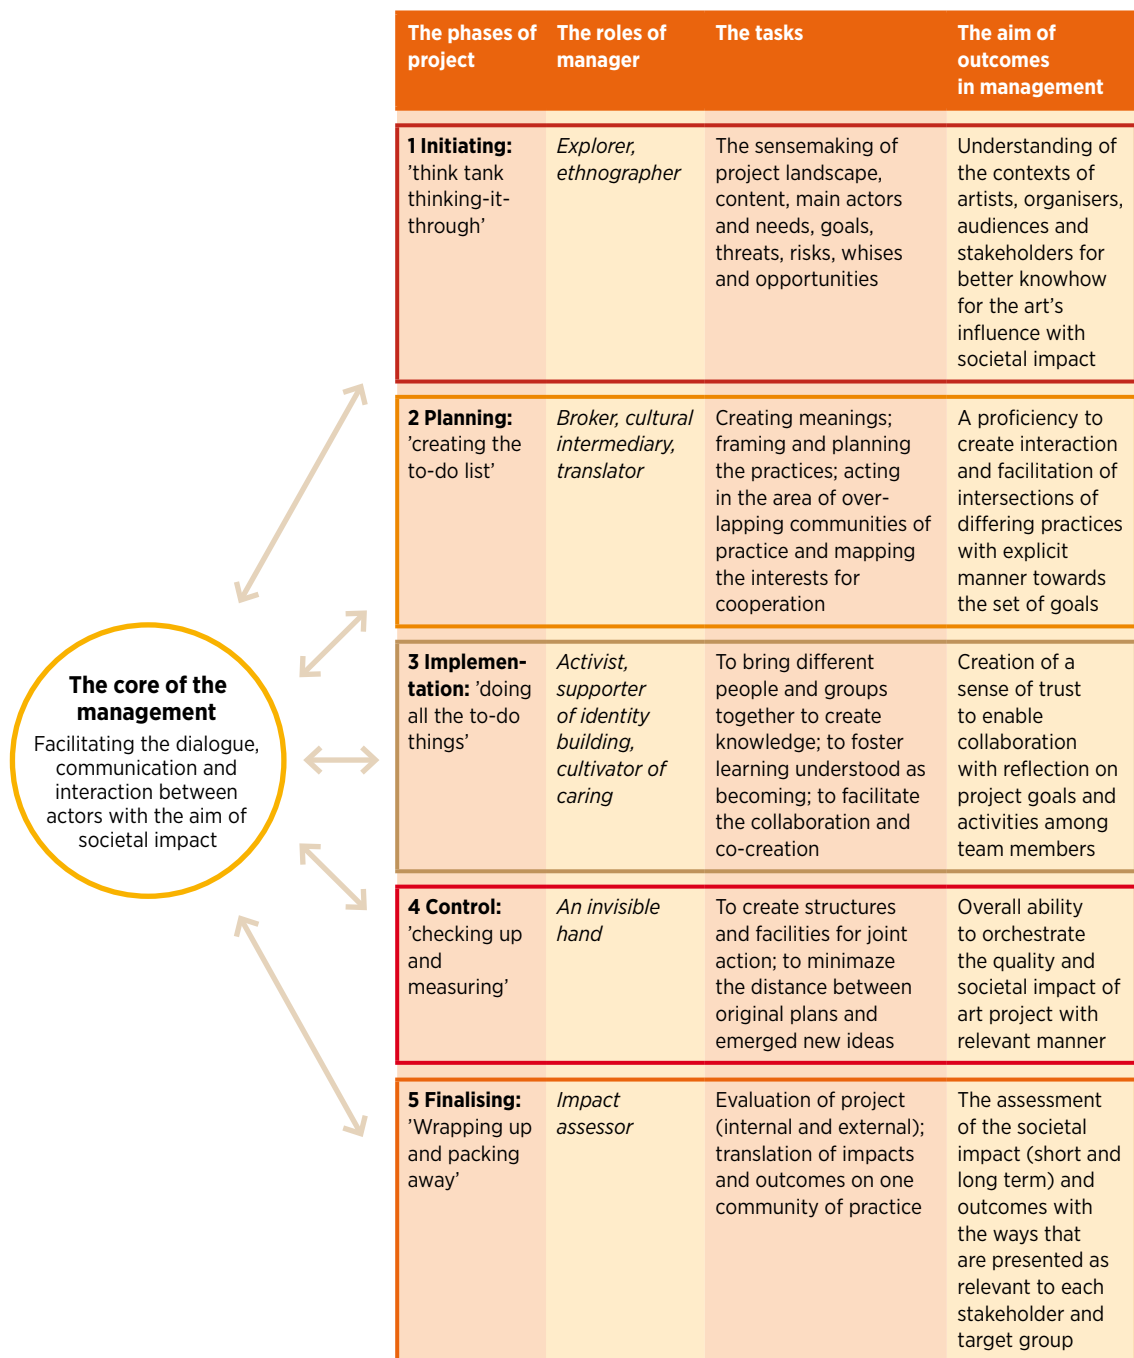 The phases of
project
The roles of
manager
The tasks
The aim of
outcomes
in management
1 Initiating:
’think tank
thinking-it-
through’
Explorer,
ethnographer
The sensemaking of
project landscape,
content, main actors
and needs, goals,
threats, risks, whises
and opportunities
Understanding of
the contexts of
artists, organisers,
audiences and
stakeholders for
better knowhow
for the art’s
influence with
societal impact
2 Planning:
’creating the
to-do list’
Broker, cultural
intermediary,
translator
Creating meanings;
framing and planning
the practices; acting
in the area of over-
lapping communities of
practice and mapping
the interests for
cooperation
A proficiency to
create interaction
and facilitation of
intersections of
differing practices
with explicit
manner towards
the set of goals
The core of the
management
Facilitating the dialogue,
communication and
interaction between
actors with the aim of
societal impact
3 Implemen-
tation: ’doing
all the to-do
things’
Activist,
supporter
of identity
building,
cultivator of
caring
To bring different
people and groups
together to create
knowledge; to foster
learning understood as
becoming; to facilitate
the collaboration and
co-creation
Creation of a
sense of trust
to enable
collaboration
with reflection on
project goals and
activities among
team members
4 Control:
’checking up
and
measuring’
An invisible
hand
To create structures
and facilities for joint
action; to minimaze
the distance between
original plans and
emerged new ideas
Overall ability
to orchestrate
the quality and
societal impact of
art project with
relevant manner
5 Finalising:
’Wrapping up
and packing
away’
Impact
assessor
Evaluation of project
(internal and external);
translation of impacts
and outcomes on one
community of practice
The assessment
of the societal
impact (short and
long term) and
outcomes with
the ways that
are presented as
relevant to each
stakeholder and
target group